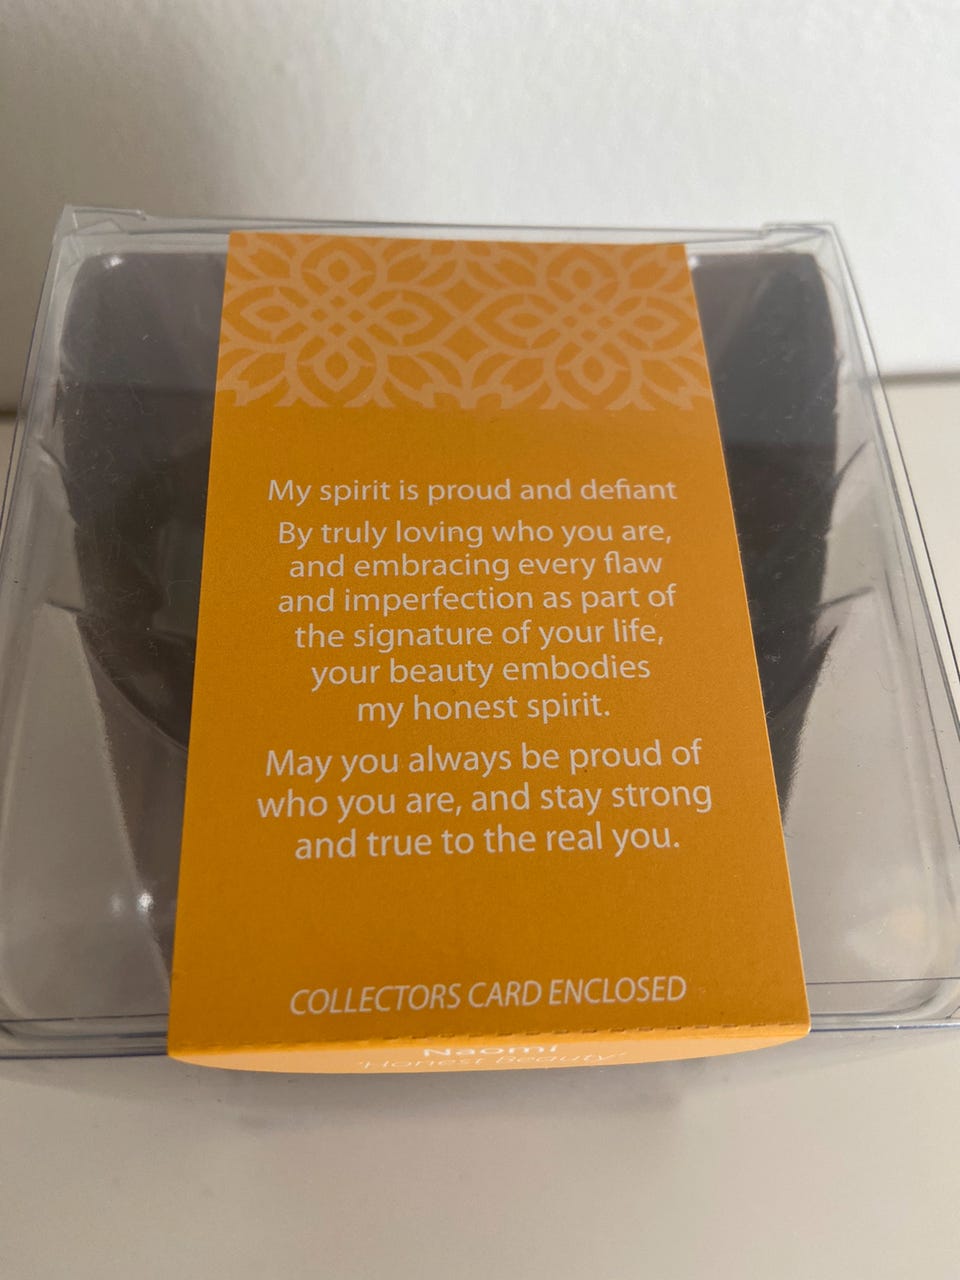 My spirit is proud and defiant
By truly loving who you are,
and embracing every flaw
and imperfection as part of
the signature of your life,
your beauty embodies
my honest spirit.
May you always be proud of
who you are, and stay strong
and true to the real you.
COLLECTORS CARD ENCLOSED
Naomi
'Honest Beauty'